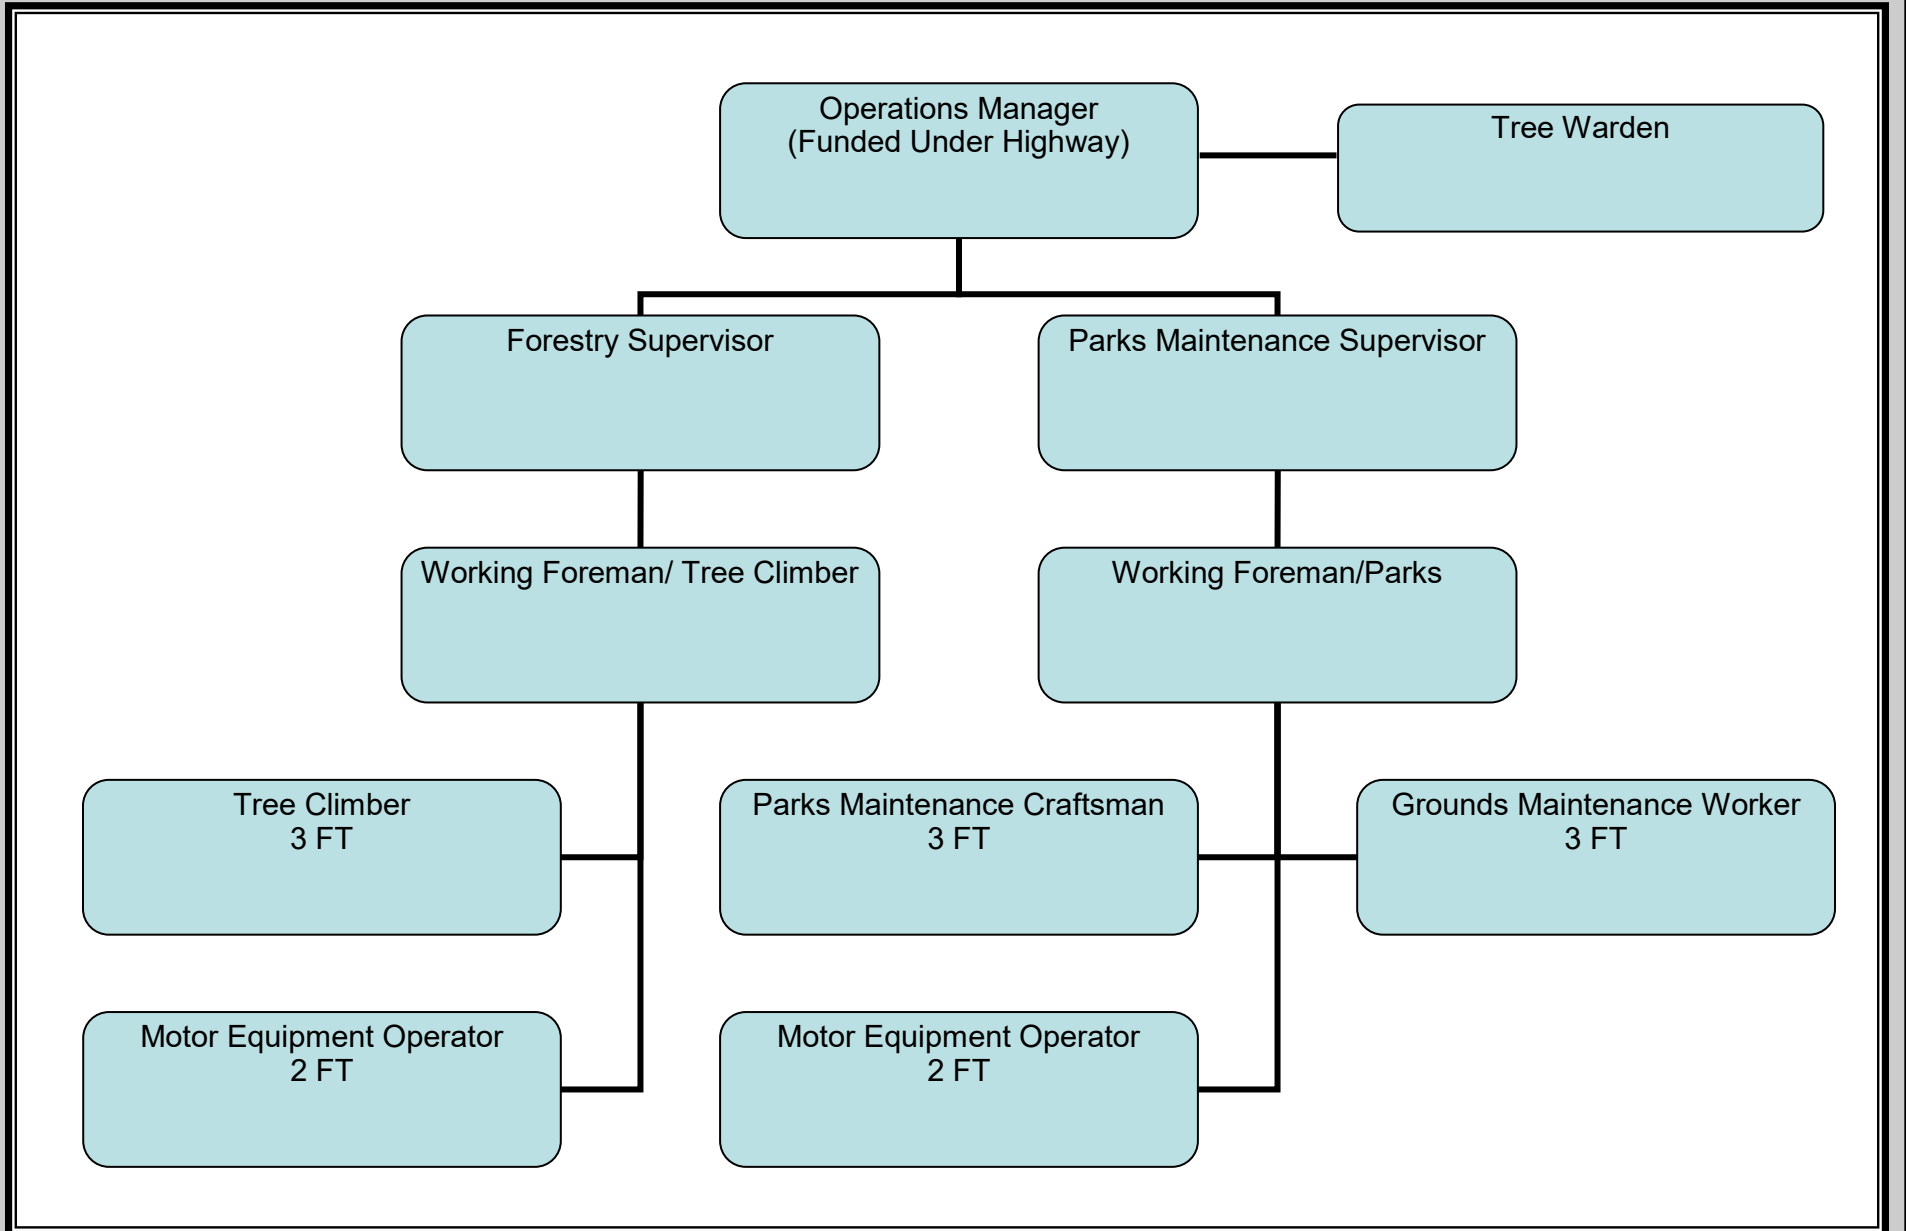 Operations Manager
(Funded Under Highway)
Tree Warden
Forestry Supervisor
Parks Maintenance Supervisor
Working Foreman/ Tree Climber
Working Foreman/Parks
Tree Climber
3 FT
Parks Maintenance Craftsman
3 FT
Grounds Maintenance Worker
3 FT
Motor Equipment Operator
2 FT
Motor Equipment Operator
2 FT